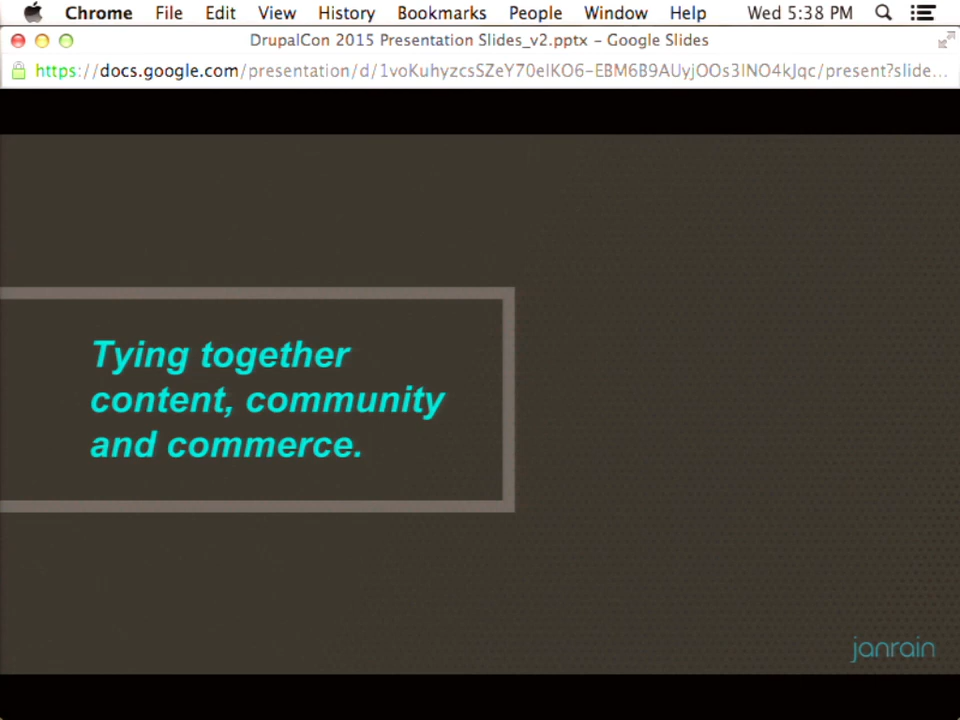 Chrome File Edit View History Bookmarks People Window Help Wed 5:38 PM
DrupalCon 2015 Presentation Slides_v2.pptx – Google Slides
https://docs.google.com/presentation/d/1voKuhyzcsSZeY70elKO6-EBM6B9AUyjOOs3lNO4kJqc/present?slide...
Tying together
content, community
and commerce.
janrain